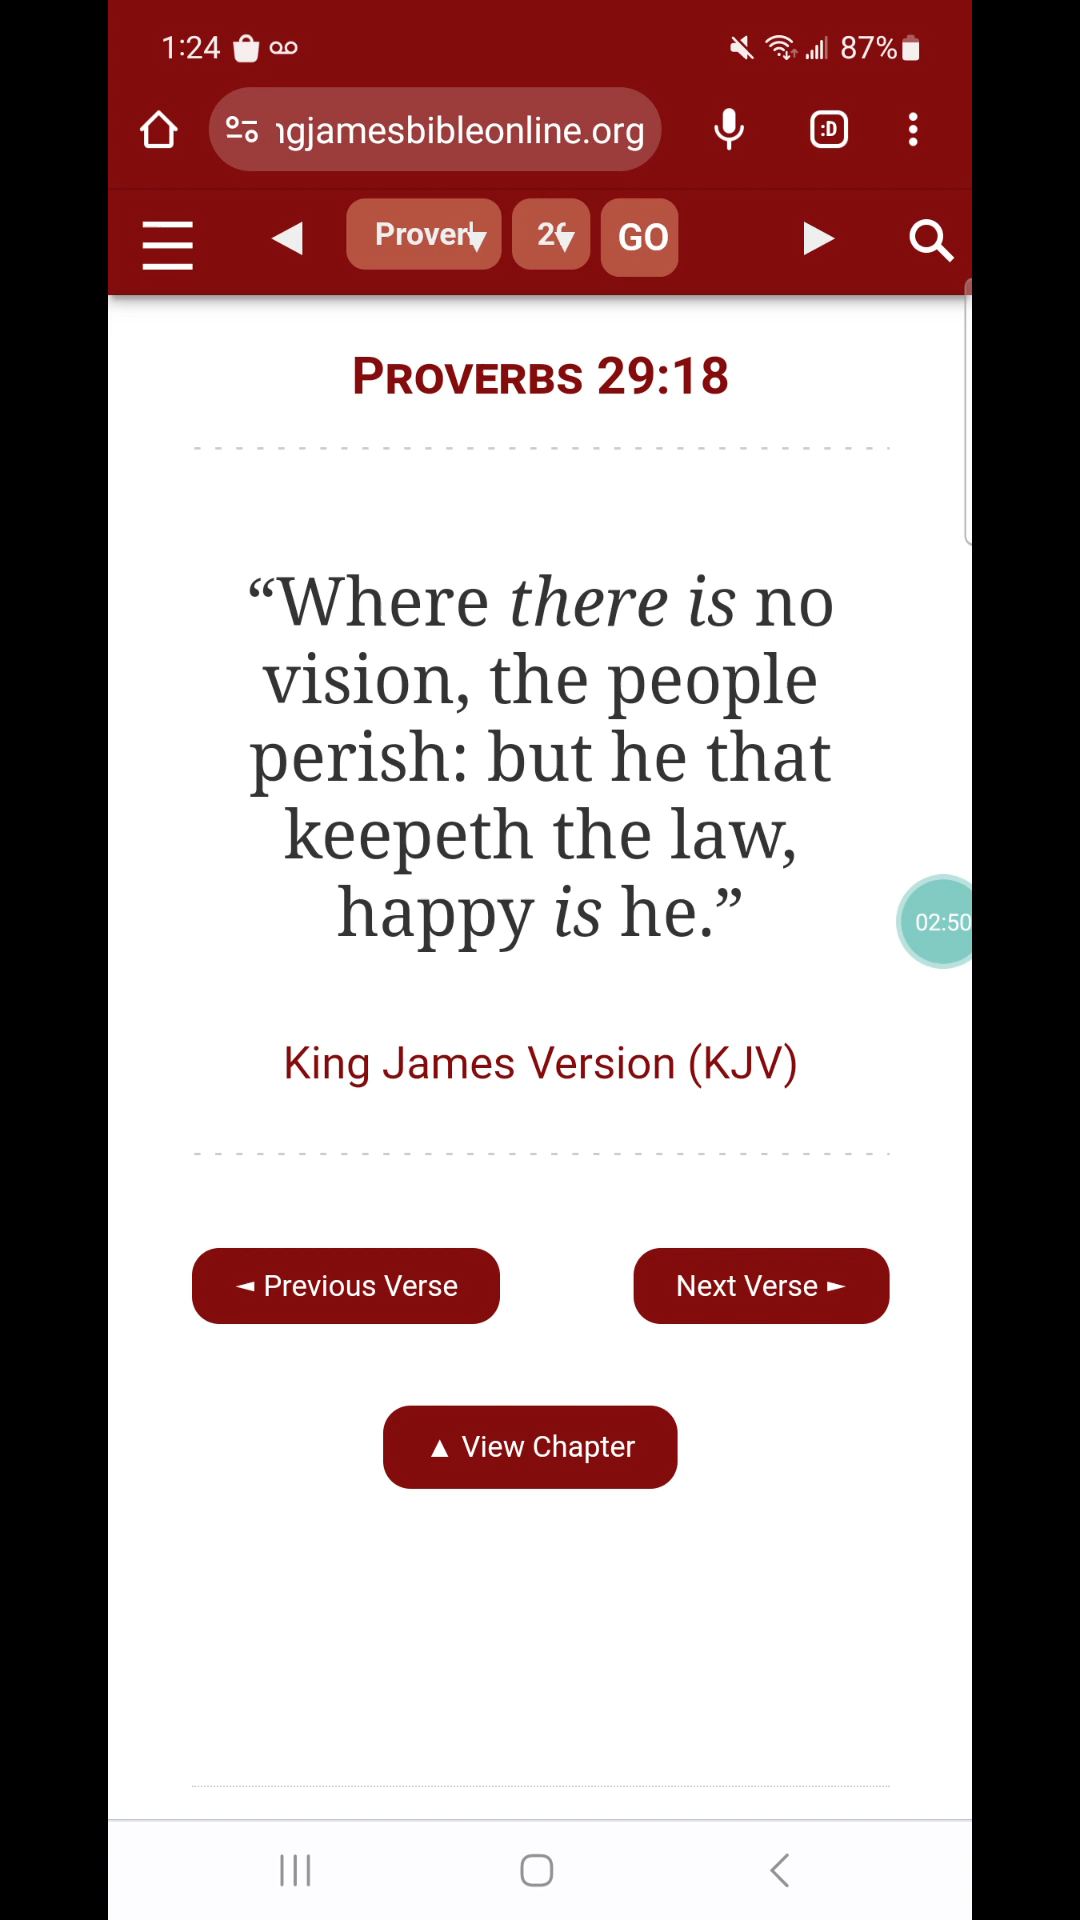 1:24
87%
ngjamesbibleonline.org
:D
GO
PROVERBS 29:18
“Where there is no
vision, the people
perish: but he that
keepeth the law,
happy is he.”
02:50
King James Version (KJV)
◄ Previous Verse
Next Verse ►
▲ View Chapter